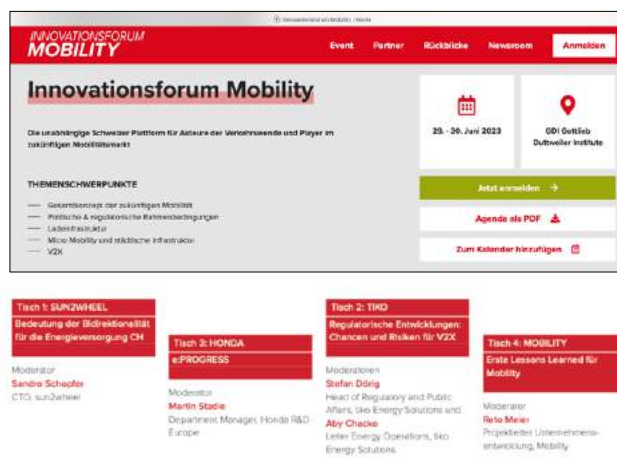 Innovationsforum Mobility - Home
INNOVATIONSFORUM
MOBILITY
Event Partner Rückblicke Newsroom Anmelden
Innovationsforum Mobility
Die unabhängige Schweizer Plattform für Akteure der Verkehrswende und Player im
zukünftigen Mobilitätsmarkt
29. - 30. Juni 2023
GDI Gottlieb
Duttweiler Institute
THEMENSCHWERPUNKTE
Gesamtkonzept der zukünftigen Mobilität
Politische & regulatorische Rahmenbedingungen
Ladeinfrastruktur
Micro Mobility und städtische Infrastruktur
V2X
Jetzt anmelden
Agenda als PDF
Zum Kalender hinzufügen
Tisch 1: SUN2WHEEL
Bedeutung der Bidirektionalität
für die Energieversorgung CH
Moderator
Sandro Schopfer
CTO, sun2wheel
Tisch 3: HONDA
e:PROGRESS
Moderator
Martin Stadie
Department Manager, Honda R&D
Europe
Tisch 2: TIKO
Regulatorische Entwicklungen:
Chancen und Risiken für V2X
Moderatoren
Stefan Dörig
Head of Regulatory and Public
Affairs, tiko Energy Solutions und
Aby Chacko
Leiter Energy Operations, tiko
Energy Solutions
Tisch 4: MOBILITY
Erste Lessons Learned für
Mobility
Moderator
Reto Meier
Projektleiter Unternehmens-
entwicklung, Mobility